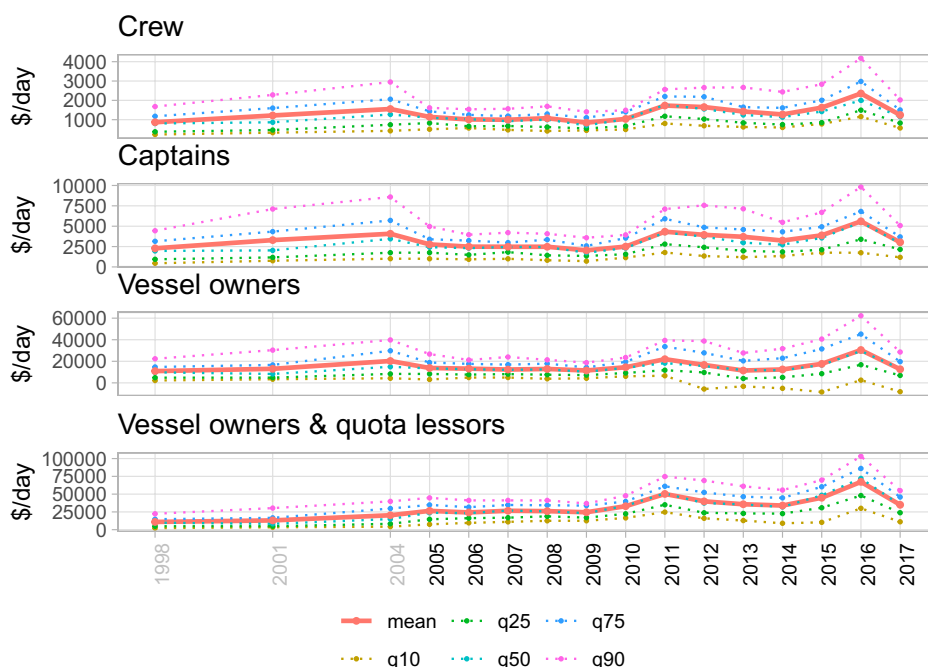 Crew
$/day
4000
2000
1000
Captains
$/day
10000
7500
5000
2500
0
Vessel owners
$/day
60000
40000
20000
0
Vessel owners & quota lessors
$/day
100000
75000
50000
25000
0
1998 2001 2004 2005 2006 2007 2008 2009 2010 2011 2012 2013 2014 2015 2016 2017
mean q25 q75
q10 q50 q90